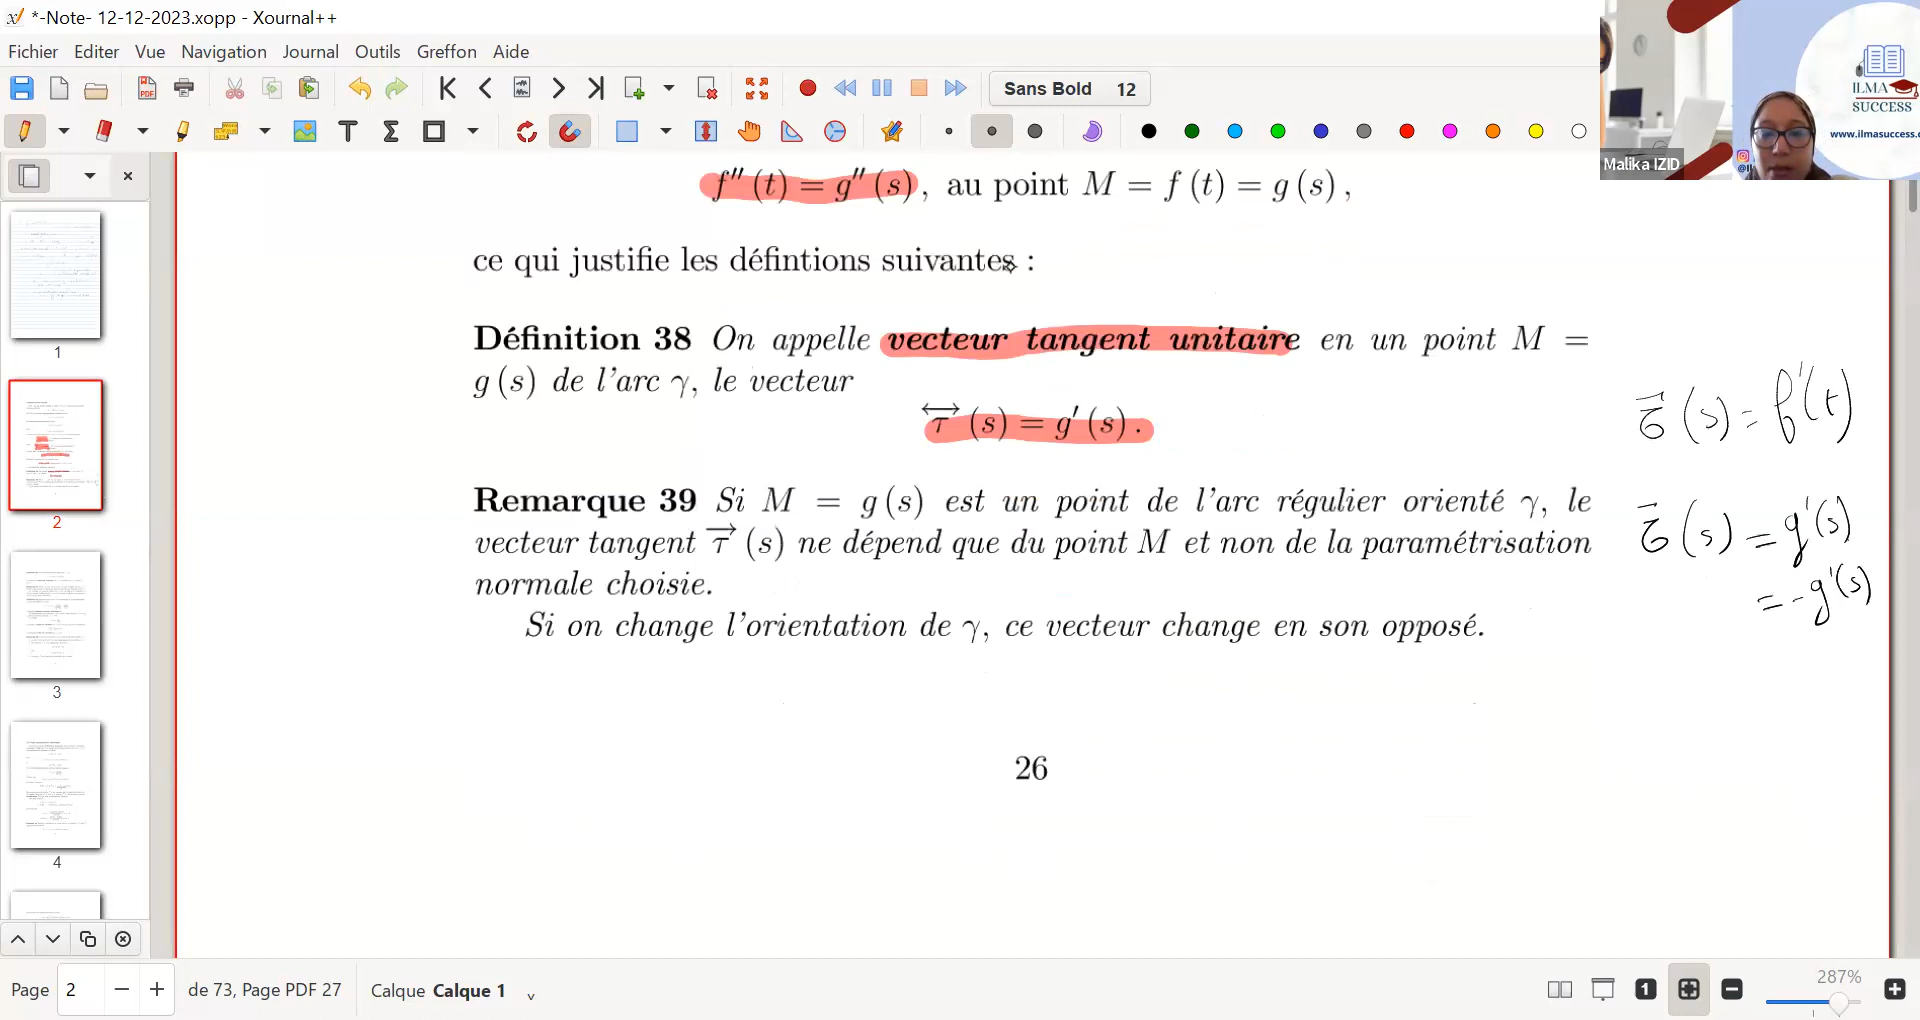 *-Note- 12-12-2023.xopp - Xournal++
Fichier Editer Vue Navigation Journal Outils Greffon Aide
Sans Bold 12
f″ (t) = g″ (s), au point M = f (t) = g (s),
ce qui justifie les défintions suivantes :
Définition 38 On appelle vecteur tangent unitaire en un point M =
g (s) de l'arc γ, le vecteur
τ⃡ (s) = g′ (s).
Remarque 39 Si M = g (s) est un point de l'arc régulier orienté γ, le
vecteur tangent τ⃗ (s) ne dépend que du point M et non de la paramétrisation
normale choisie.
Si on change l'orientation de γ, ce vecteur change en son opposé.
26
τ⃗ (s) = f′(t)
τ⃗ (s) = g′(s)
= -g′(s)
Malika IZID
ILMA
SUCCESS
www.ilmasuccess.c
1
2
3
4
Page 2 de 73, Page PDF 27 Calque Calque 1
287%